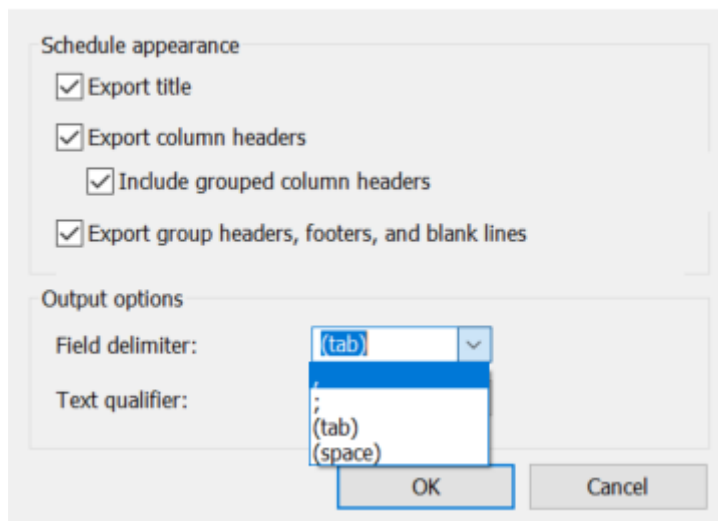 Schedule appearance
Export title
Export column headers
Include grouped column headers
Export group headers, footers, and blank lines
Output options
Field delimiter: (tab)
,
Text qualifier:
;
(tab)
(space)
OK Cancel